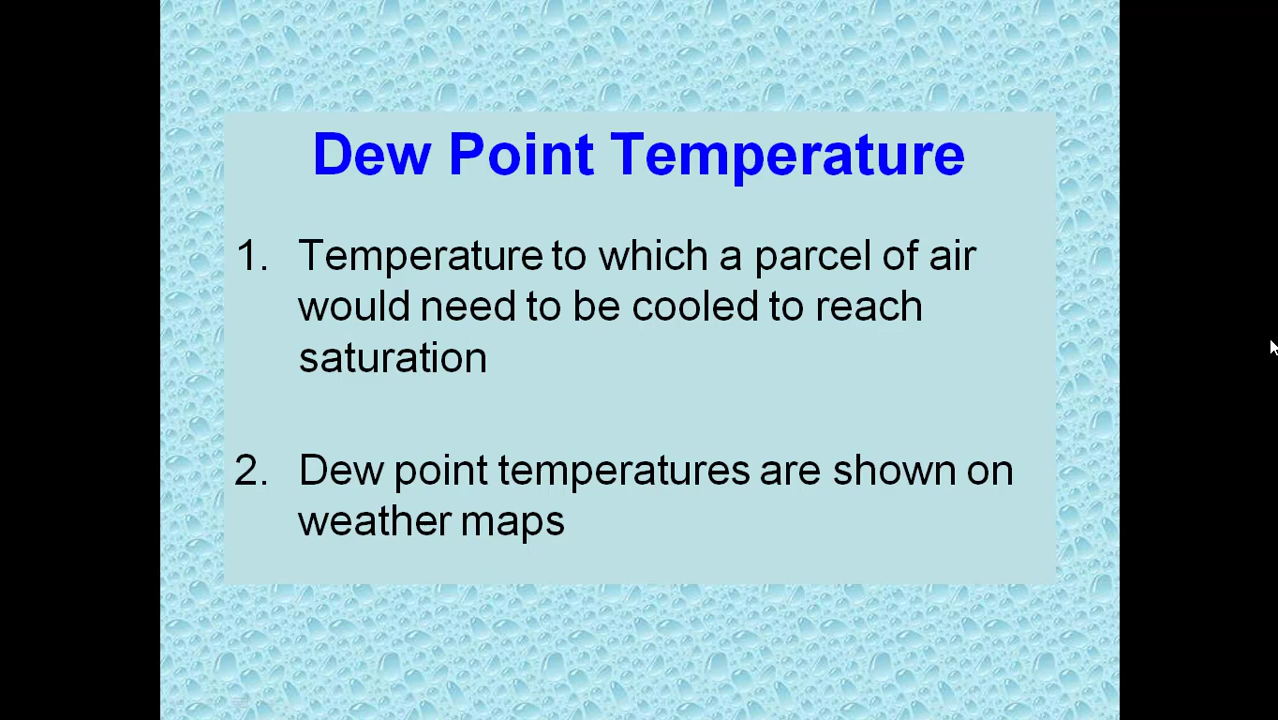 Dew Point Temperature
1. Temperature to which a parcel of air
would need to be cooled to reach
saturation
2. Dew point temperatures are shown on
weather maps